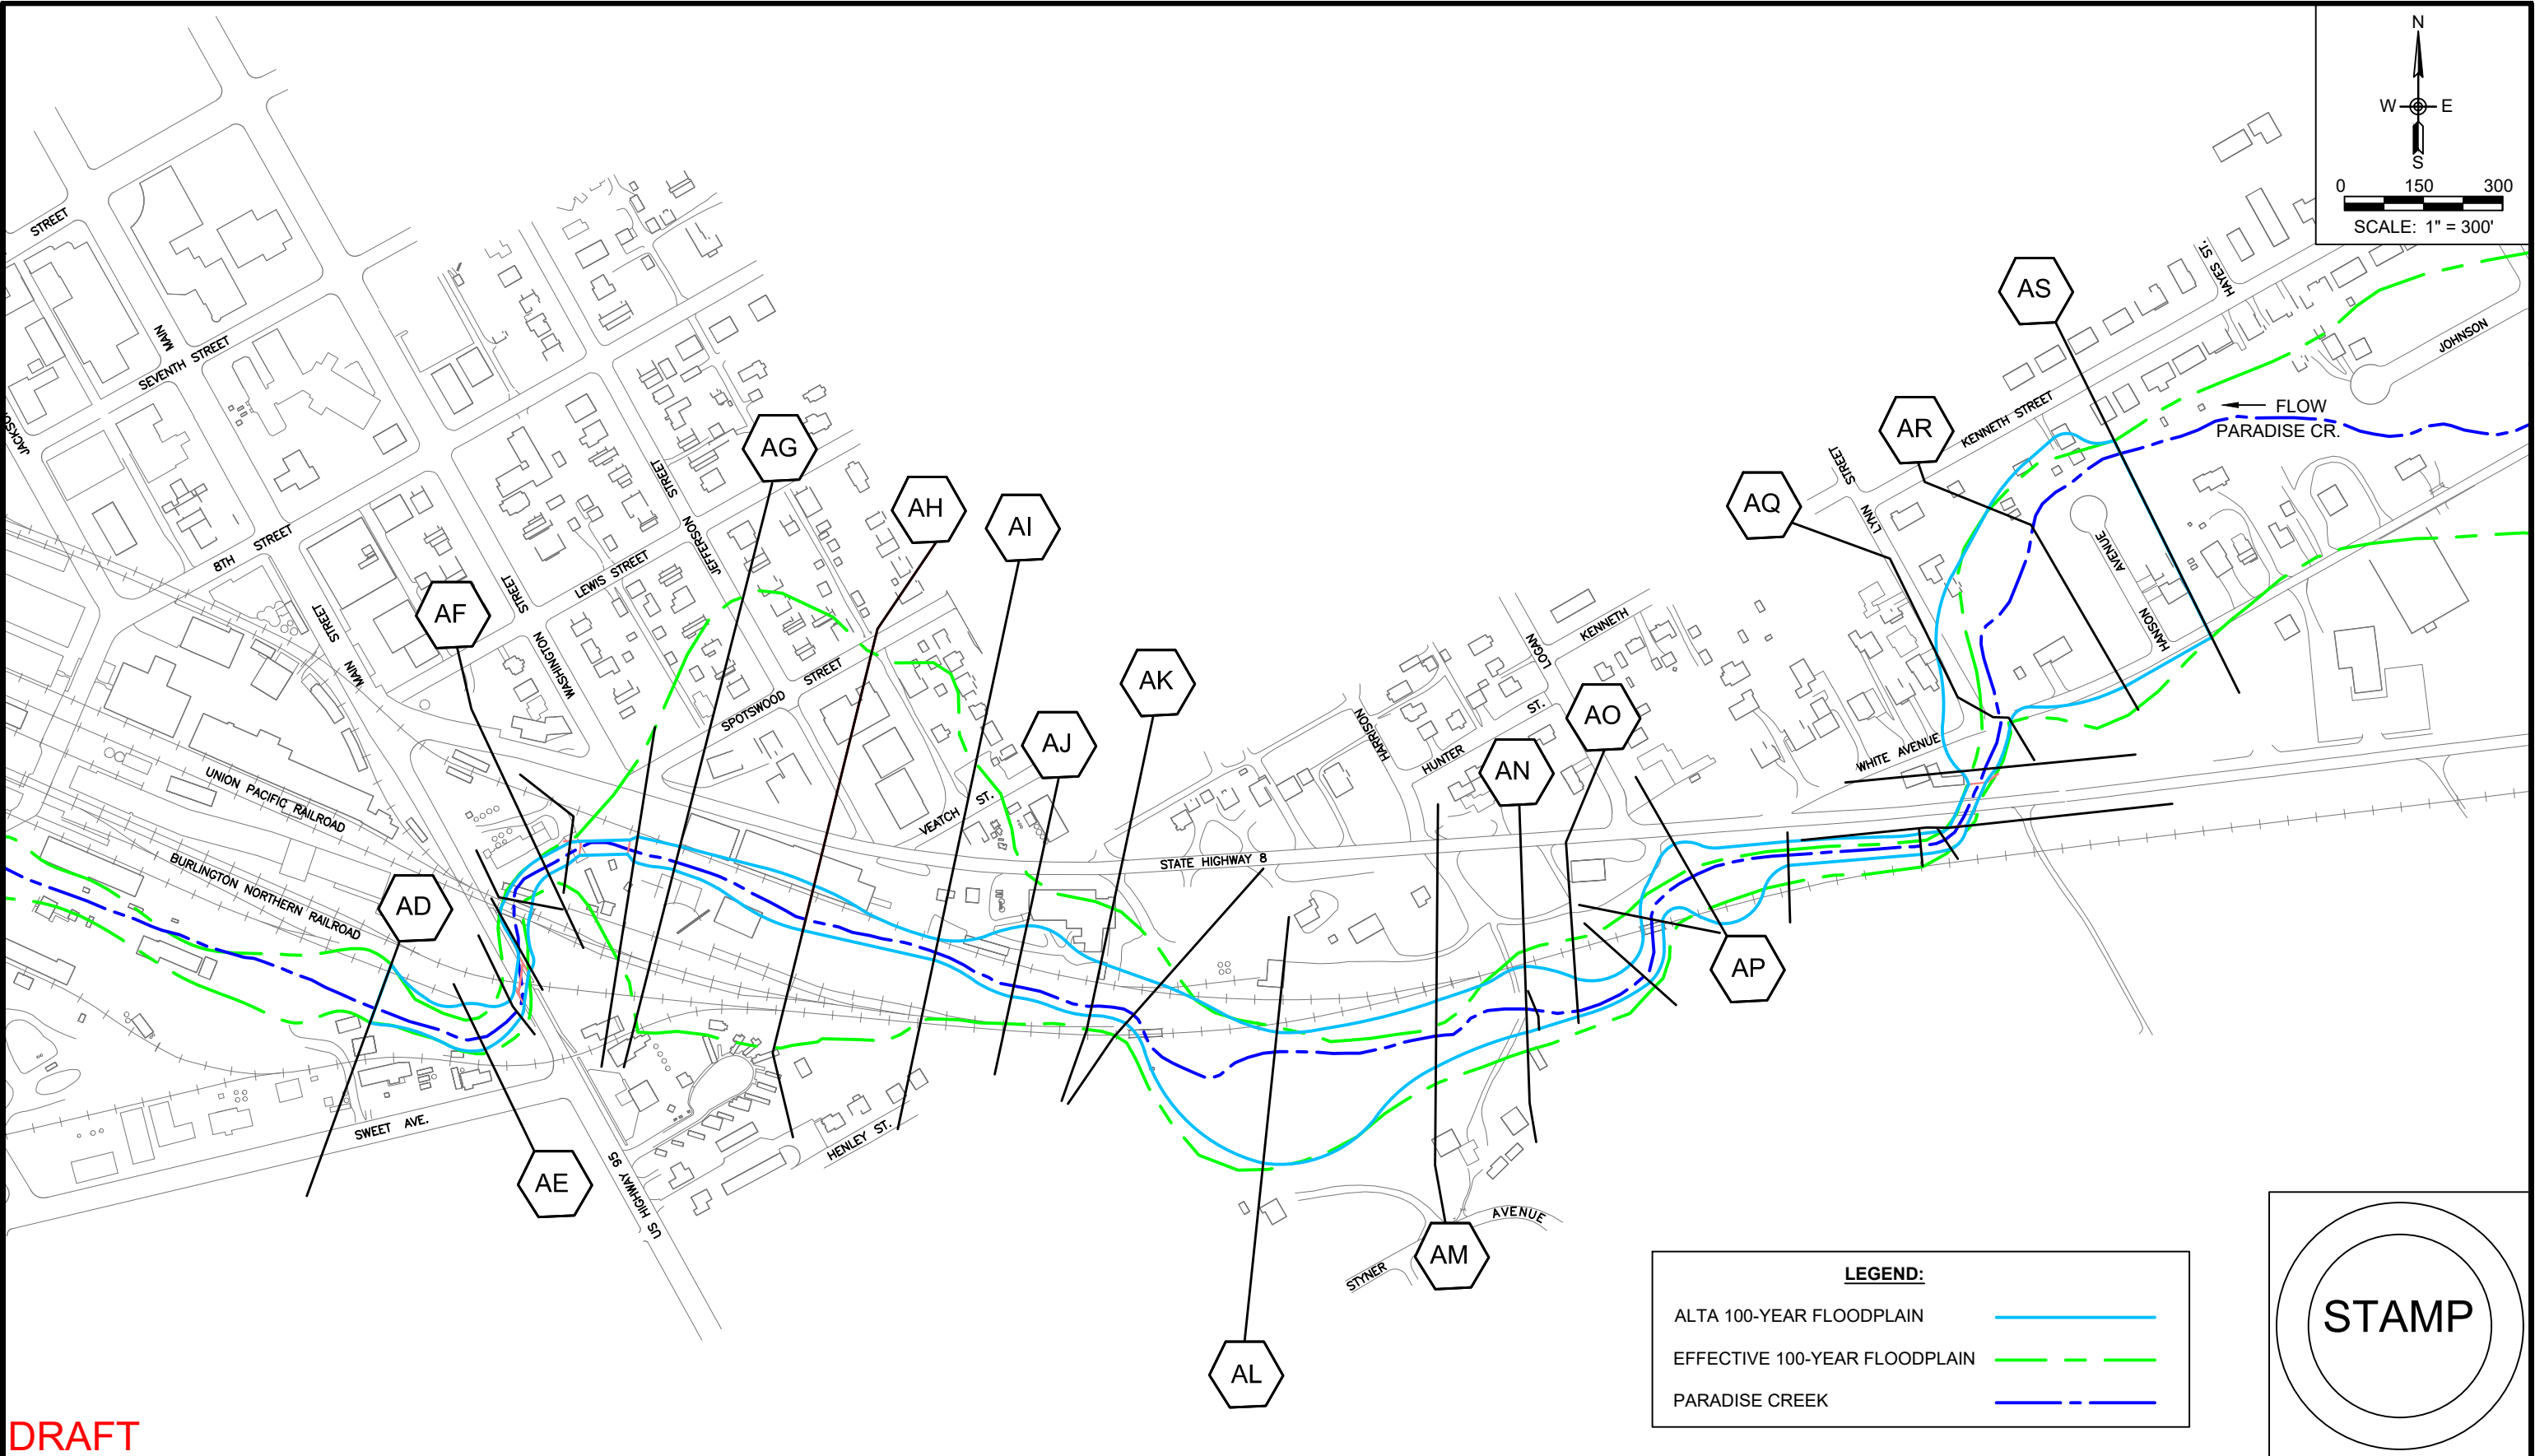 N
W E
S
0 150 300
SCALE: 1" = 300'
STREET
MAIN
SEVENTH STREET
8TH STREET
STREET
MAIN
STREET
WASHINGTON
LEWIS STREET
STREET
JEFFERSON
SPOTSWOOD STREET
VEATCH ST.
UNION PACIFIC RAILROAD
BURLINGTON NORTHERN RAILROAD
SWEET AVE.
US HIGHWAY 95
HENLEY ST.
STATE HIGHWAY 8
HARRISON
HUNTER ST.
LOGAN
KENNETH
STREET
LYNN
KENNETH STREET
HAYES ST.
JOHNSON
FLOW
PARADISE CR.
AVENUE
HANSON
WHITE AVENUE
STYNER
AVENUE
AD
AE
AF
AG
AH
AI
AJ
AK
AL
AM
AN
AO
AP
AQ
AR
AS
LEGEND:
ALTA 100-YEAR FLOODPLAIN
EFFECTIVE 100-YEAR FLOODPLAIN
PARADISE CREEK
STAMP
DRAFT